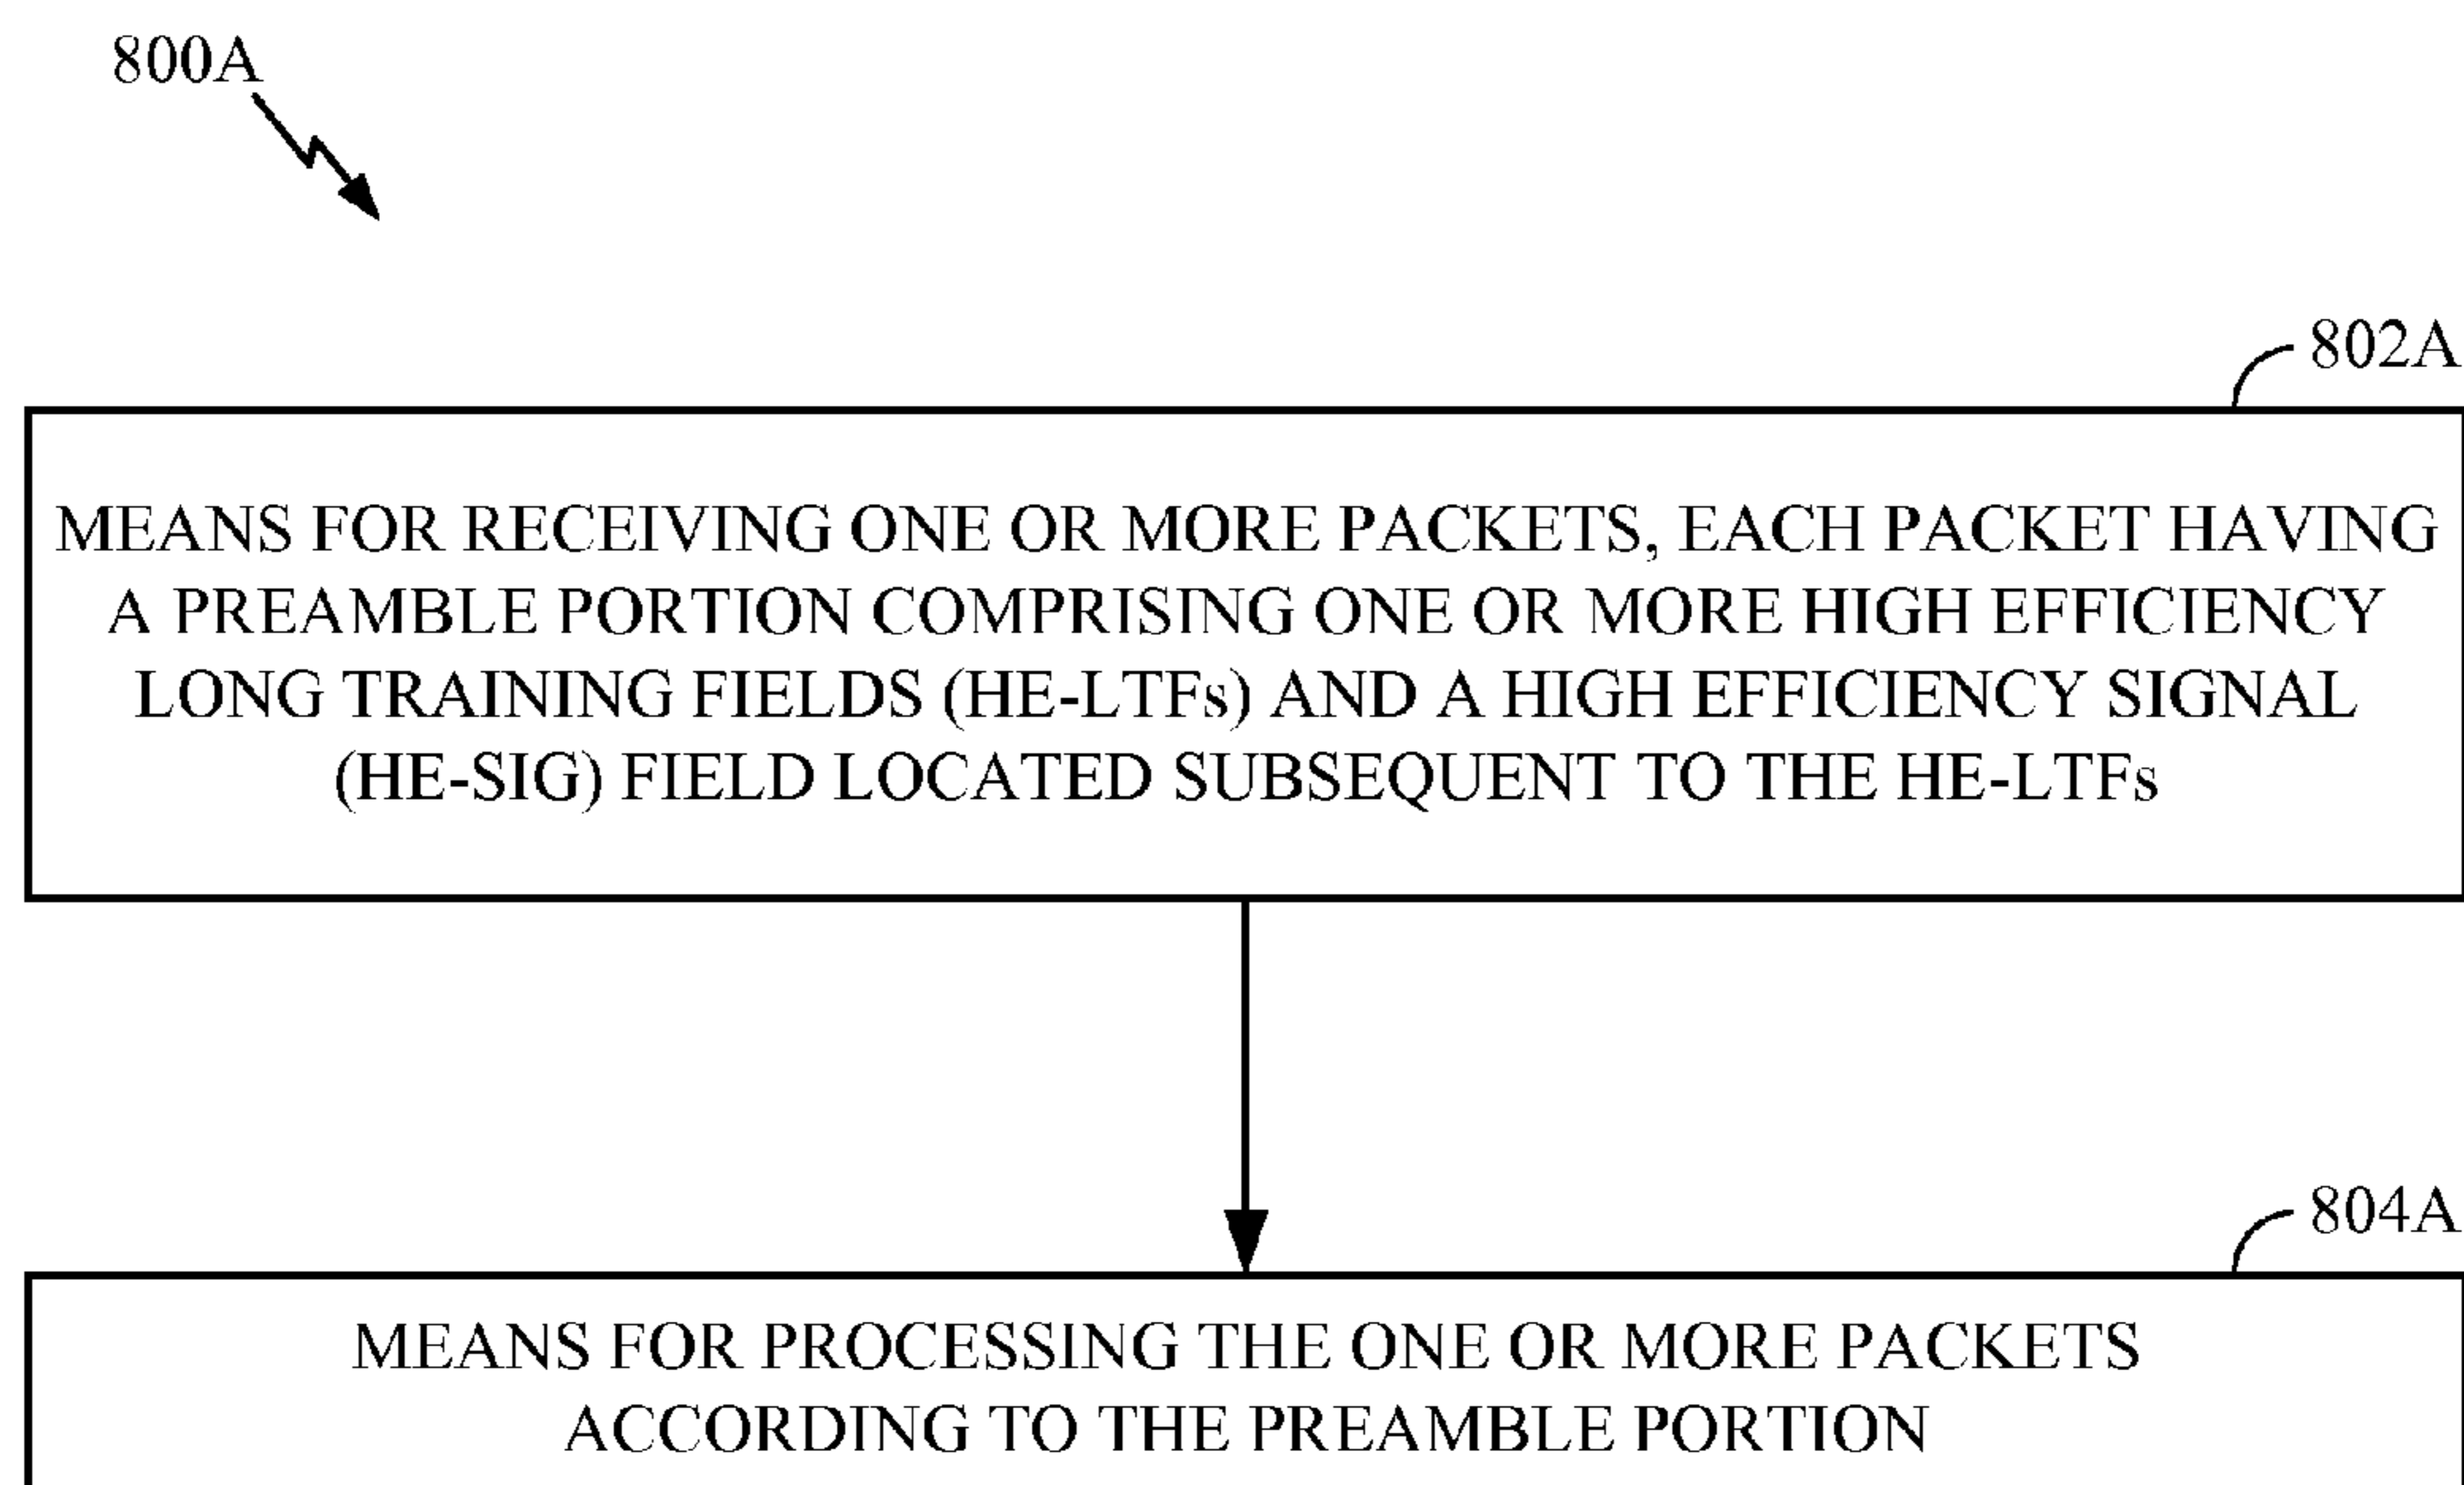 800A
802A
MEANS FOR RECEIVING ONE OR MORE PACKETS, EACH PACKET HAVING
A PREAMBLE PORTION COMPRISING ONE OR MORE HIGH EFFICIENCY
LONG TRAINING FIELDS (HE-LTFs) AND A HIGH EFFICIENCY SIGNAL
(HE-SIG) FIELD LOCATED SUBSEQUENT TO THE HE-LTFs
804A
MEANS FOR PROCESSING THE ONE OR MORE PACKETS
ACCORDING TO THE PREAMBLE PORTION